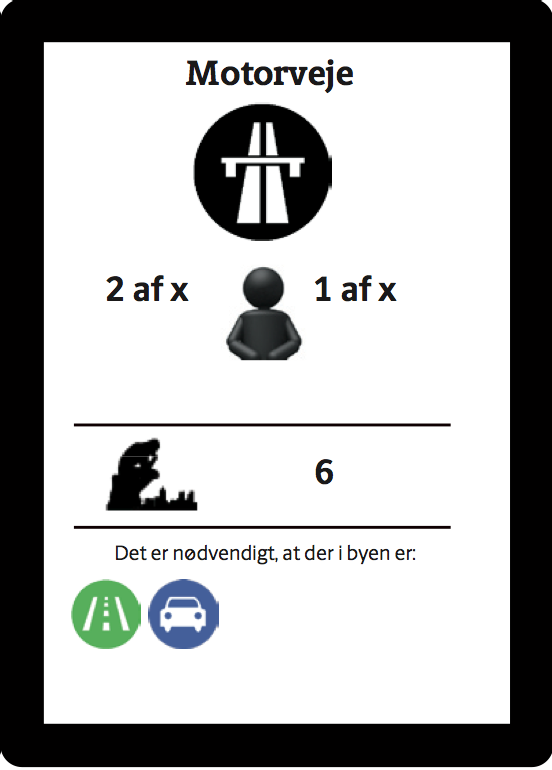 Motorveje
2 af x 1 af x
6
Det er nødvendigt, at der i byen er: